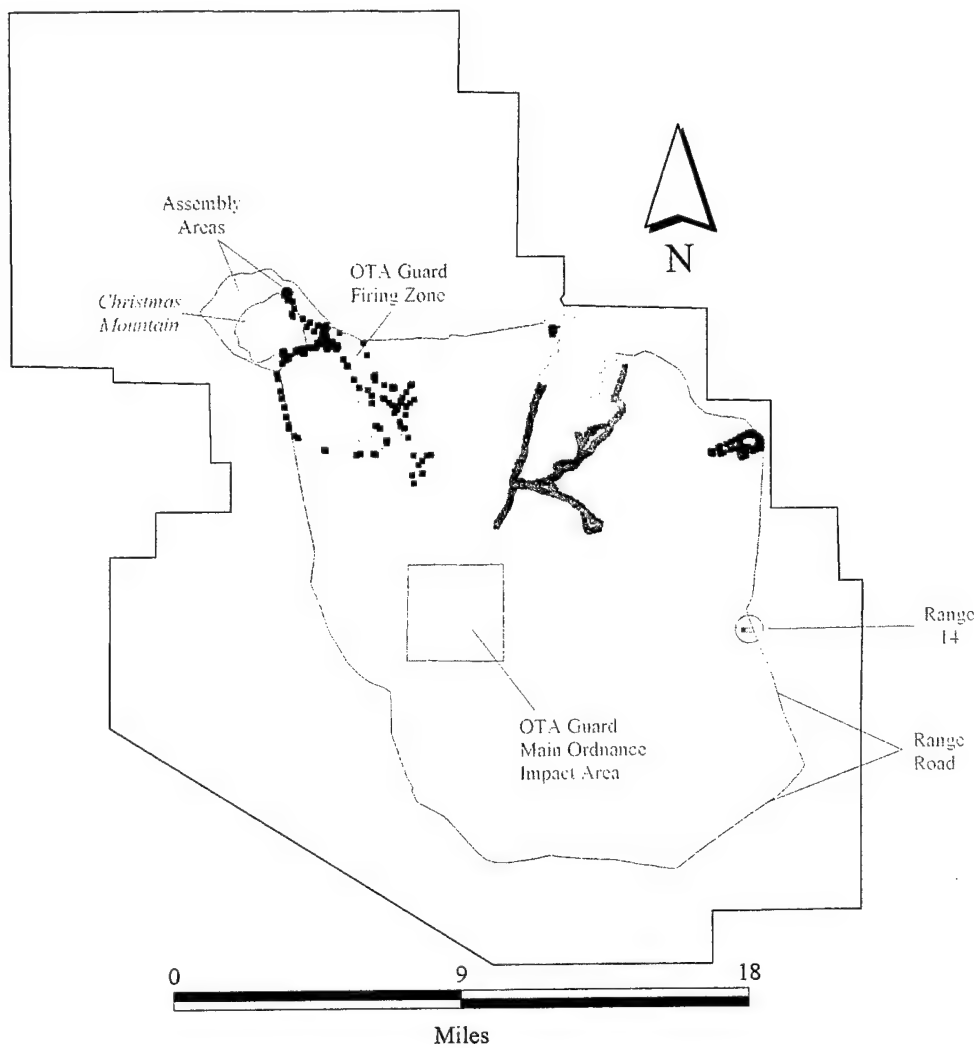 Assembly
Areas
Christmas
Mountain
OTA Guard
Firing Zone
N
Range
14
OTA Guard
Main Ordnance
Impact Area
Range
Road
0
9
18
Miles